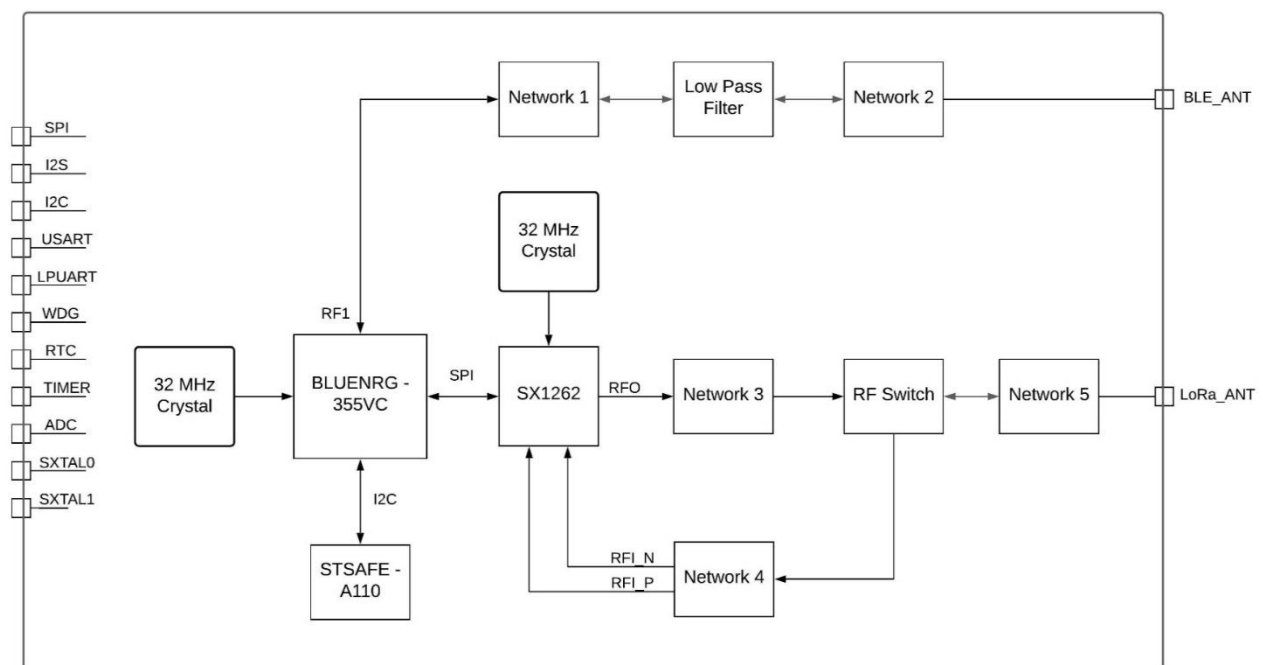 SPI
I2S
I2C
USART
LPUART
WDG
RTC
TIMER
ADC
SXTAL0
SXTAL1
Network 1
Low Pass
Filter
Network 2
BLE_ANT
32 MHz
Crystal
RF1
32 MHz
Crystal
BLUENRG -
355VC
SPI
SX1262
RFO
Network 3
RF Switch
Network 5
LoRa_ANT
I2C
STSAFE -
A110
RFI_N
RFI_P
Network 4